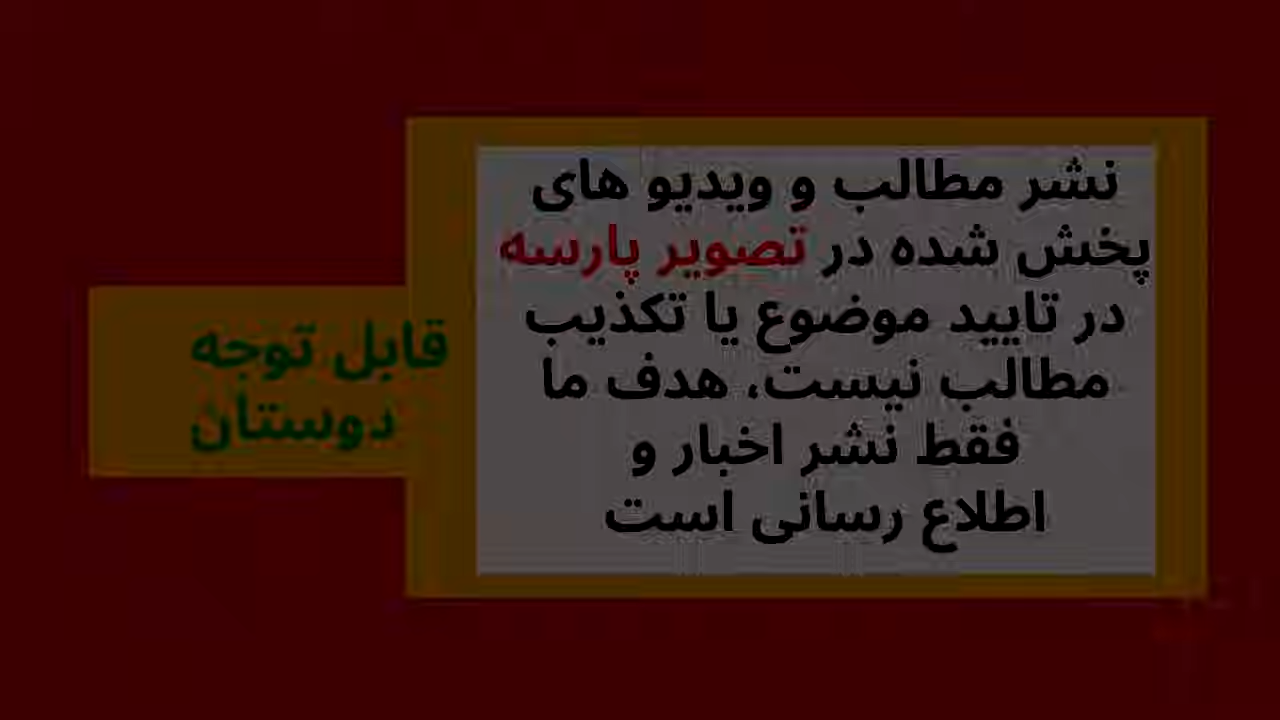 نشر مطالب و ویدیو های
پخش شده در تصویر پارسه
در تایید موضوع یا تکذیب
مطالب نیست، هدف ما
فقط نشر اخبار و
اطلاع رسانی است
قابل توجه
دوستان